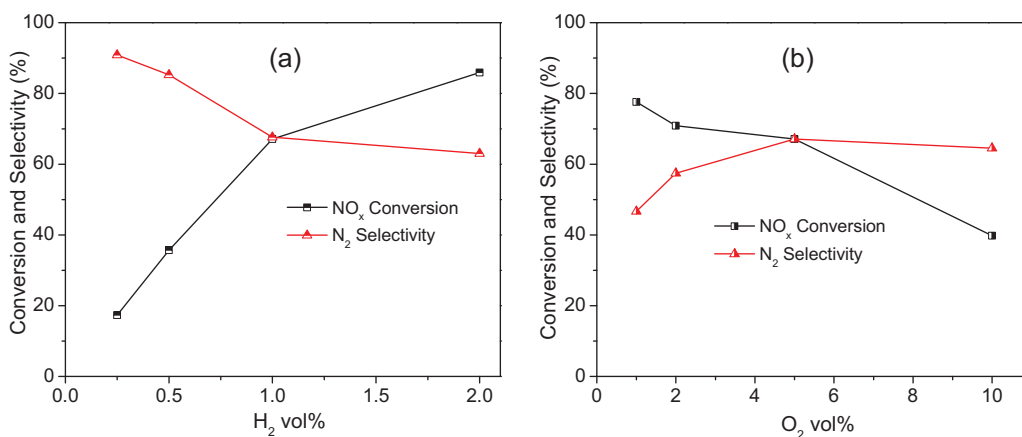 (a)
Conversion and Selectivity (%)
100
80
60
40
20
0
NOx Conversion
N2 Selectivity
0.0 0.5 1.0 1.5 2.0
H2 vol%
(b)
Conversion and Selectivity (%)
100
80
60
40
20
0
NOx Conversion
N2 Selectivity
0 2 4 6 8 10
O2 vol%